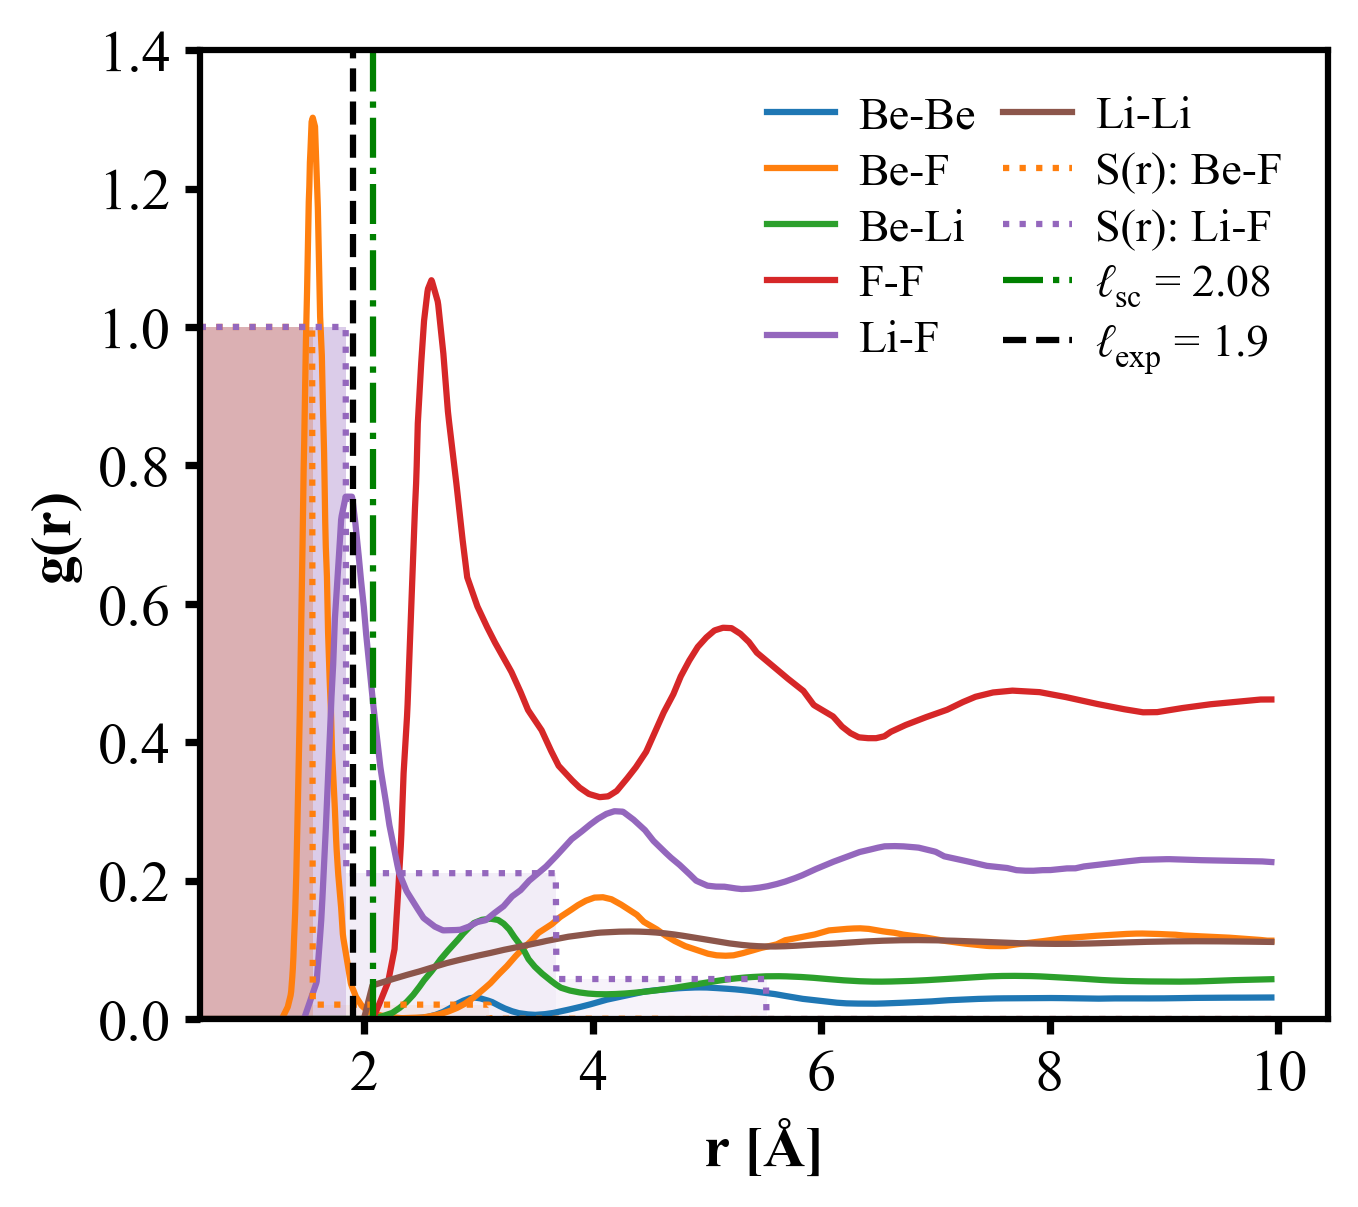 1.4
1.2
1.0
0.8
0.6
0.4
0.2
0.0
g(r)
2 4 6 8 10
r [Å]
Be-Be
Be-F
Be-Li
F-F
Li-F
Li-Li
S(r): Be-F
S(r): Li-F
ℓsc = 2.08
ℓexp = 1.9